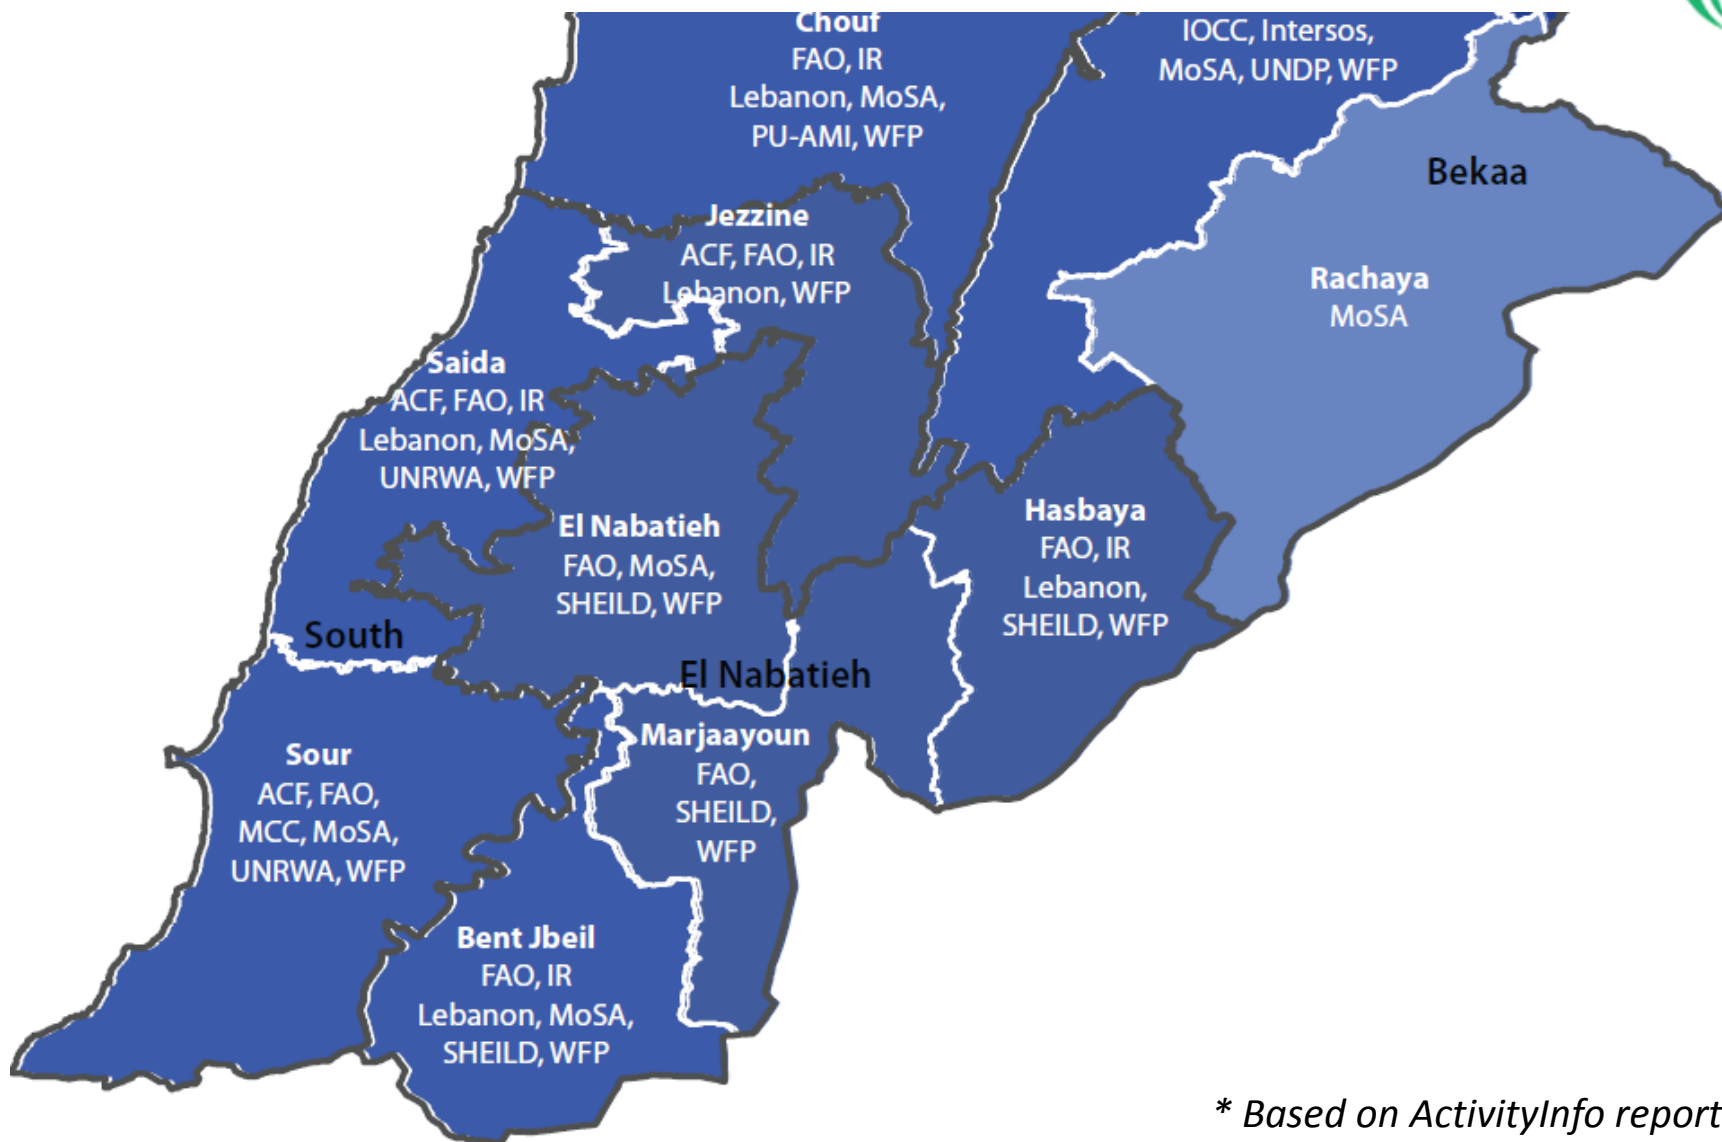 Chouf
FAO, IR
Lebanon, MoSA,
PU-AMI, WFP
IOCC, Intersos,
MoSA, UNDP, WFP
Bekaa
Rachaya
MoSA
Jezzine
ACF, FAO, IR
Lebanon, WFP
Saida
ACF, FAO, IR
Lebanon, MoSA,
UNRWA, WFP
El Nabatieh
FAO, MoSA,
SHEILD, WFP
Hasbaya
FAO, IR
Lebanon,
SHEILD, WFP
South
El Nabatieh
Marjaayoun
FAO,
SHEILD,
WFP
Sour
ACF, FAO,
MCC, MoSA,
UNRWA, WFP
Bent Jbeil
FAO, IR
Lebanon, MoSA,
SHEILD, WFP
* Based on ActivityInfo report